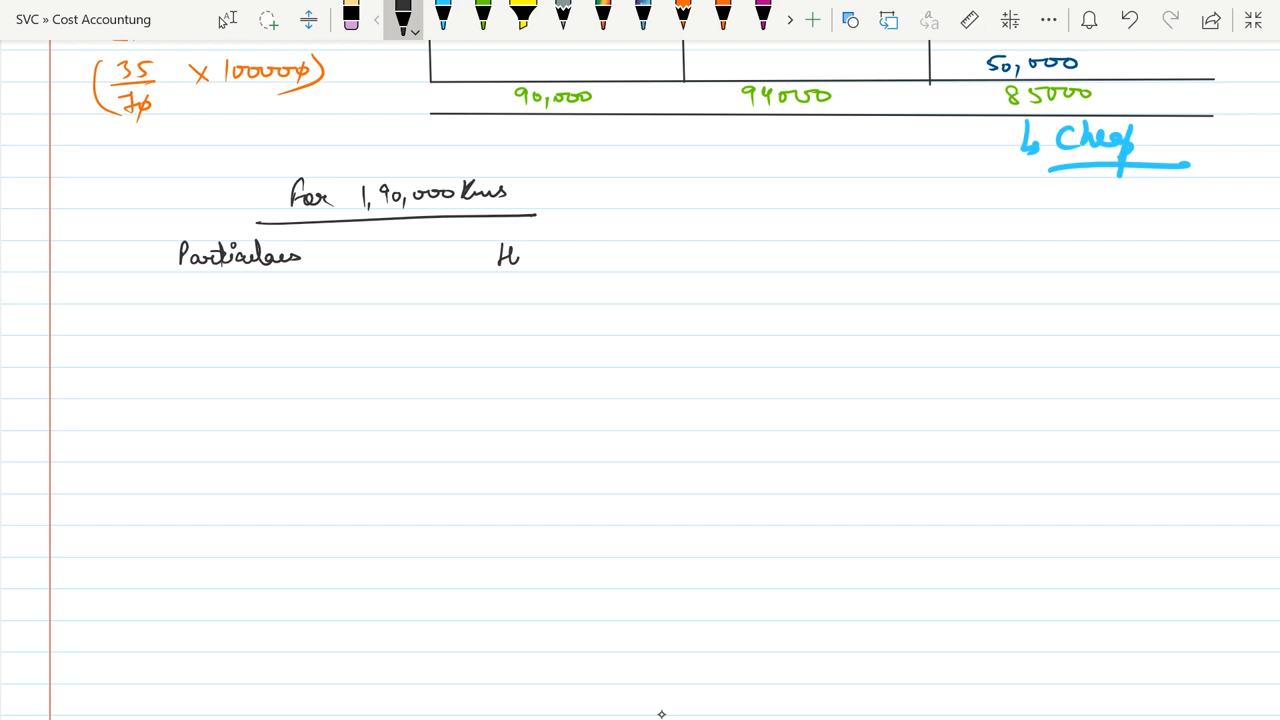 SVC » Cost Accountung
50,000
(35/70 × 100000)
90,000 94000 85000
↳ Cheap
For 1,90,000 Kms
Particulars H